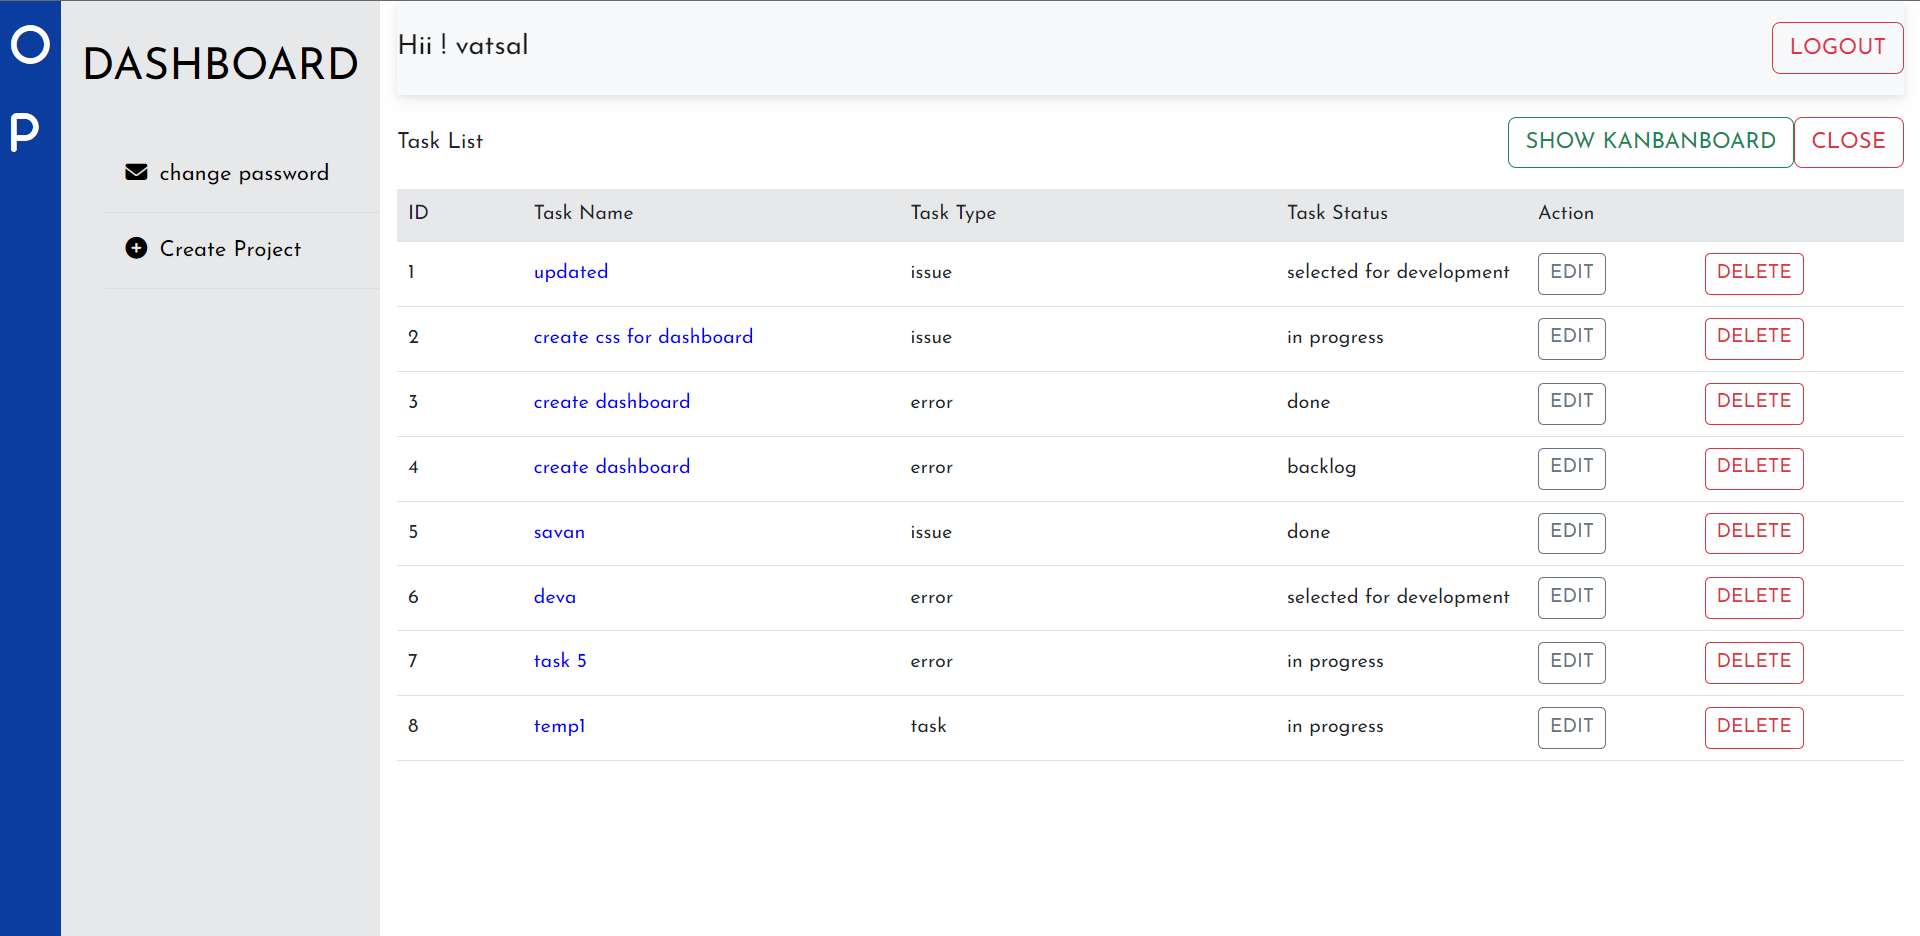 O
P
DASHBOARD
change password
Create Project
Hii ! vatsal
LOGOUT
Task List
SHOW KANBANBOARD CLOSE
ID Task Name Task Type Task Status Action
1 updated issue selected for development EDIT DELETE
2 create css for dashboard issue in progress EDIT DELETE
3 create dashboard error done EDIT DELETE
4 create dashboard error backlog EDIT DELETE
5 savan issue done EDIT DELETE
6 deva error selected for development EDIT DELETE
7 task 5 error in progress EDIT DELETE
8 temp1 task in progress EDIT DELETE